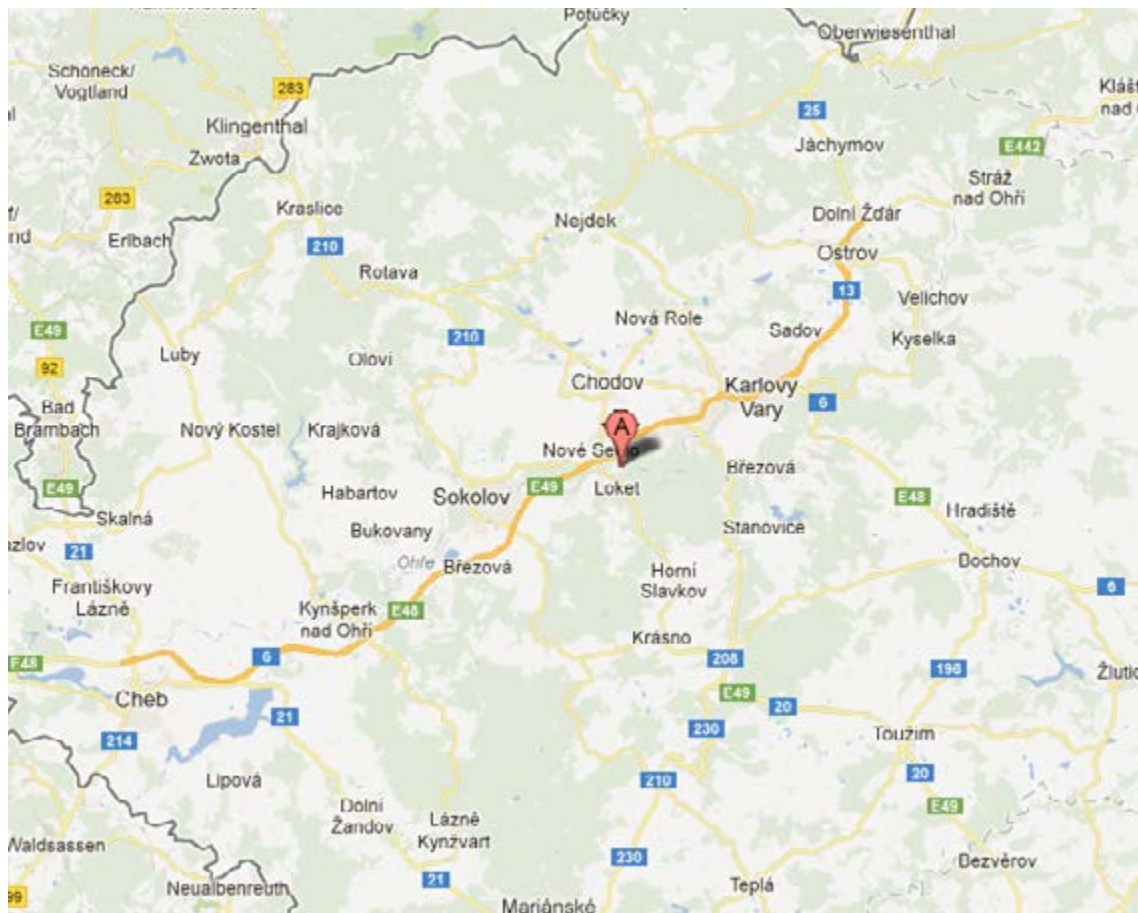 Potůčky
Oberwiesenthal
Schöneck/
Vogtland
283
Klášt
nad
25
Klingenthal
Jáchymov
E442
Zwota
Stráž
nad Ohří
283
Kraslice
Nejdek
Dolní Žďár
Erlbach
210
Ostrov
Rotava
13
Velichov
E49
Nová Role
Sadov
210
Kyselka
Luby
Oloví
92
Chodov
Karlovy
Vary
6
Bad
Brambach
A
Nový Kostel
Krajková
Nové Sedlo
Březová
E49
E49
Habartov
Sokolov
Loket
E48
Skalná
Hradiště
Bukovany
Stanovice
21
Ohře
Březová
Dochov
Františkovy
Lázně
Horní
Slavkov
6
Kynšperk
nad Ohří
E48
Krásno
E48
6
208
198
Žlutic
Cheb
E49
21
20
214
230
Toužim
Lipová
210
20
Dolní
Žandov
E49
Lázně
Kynžvart
Waldsassen
230
Bezvěrov
Neualbenreuth
21
Teplá
99
Mariánské